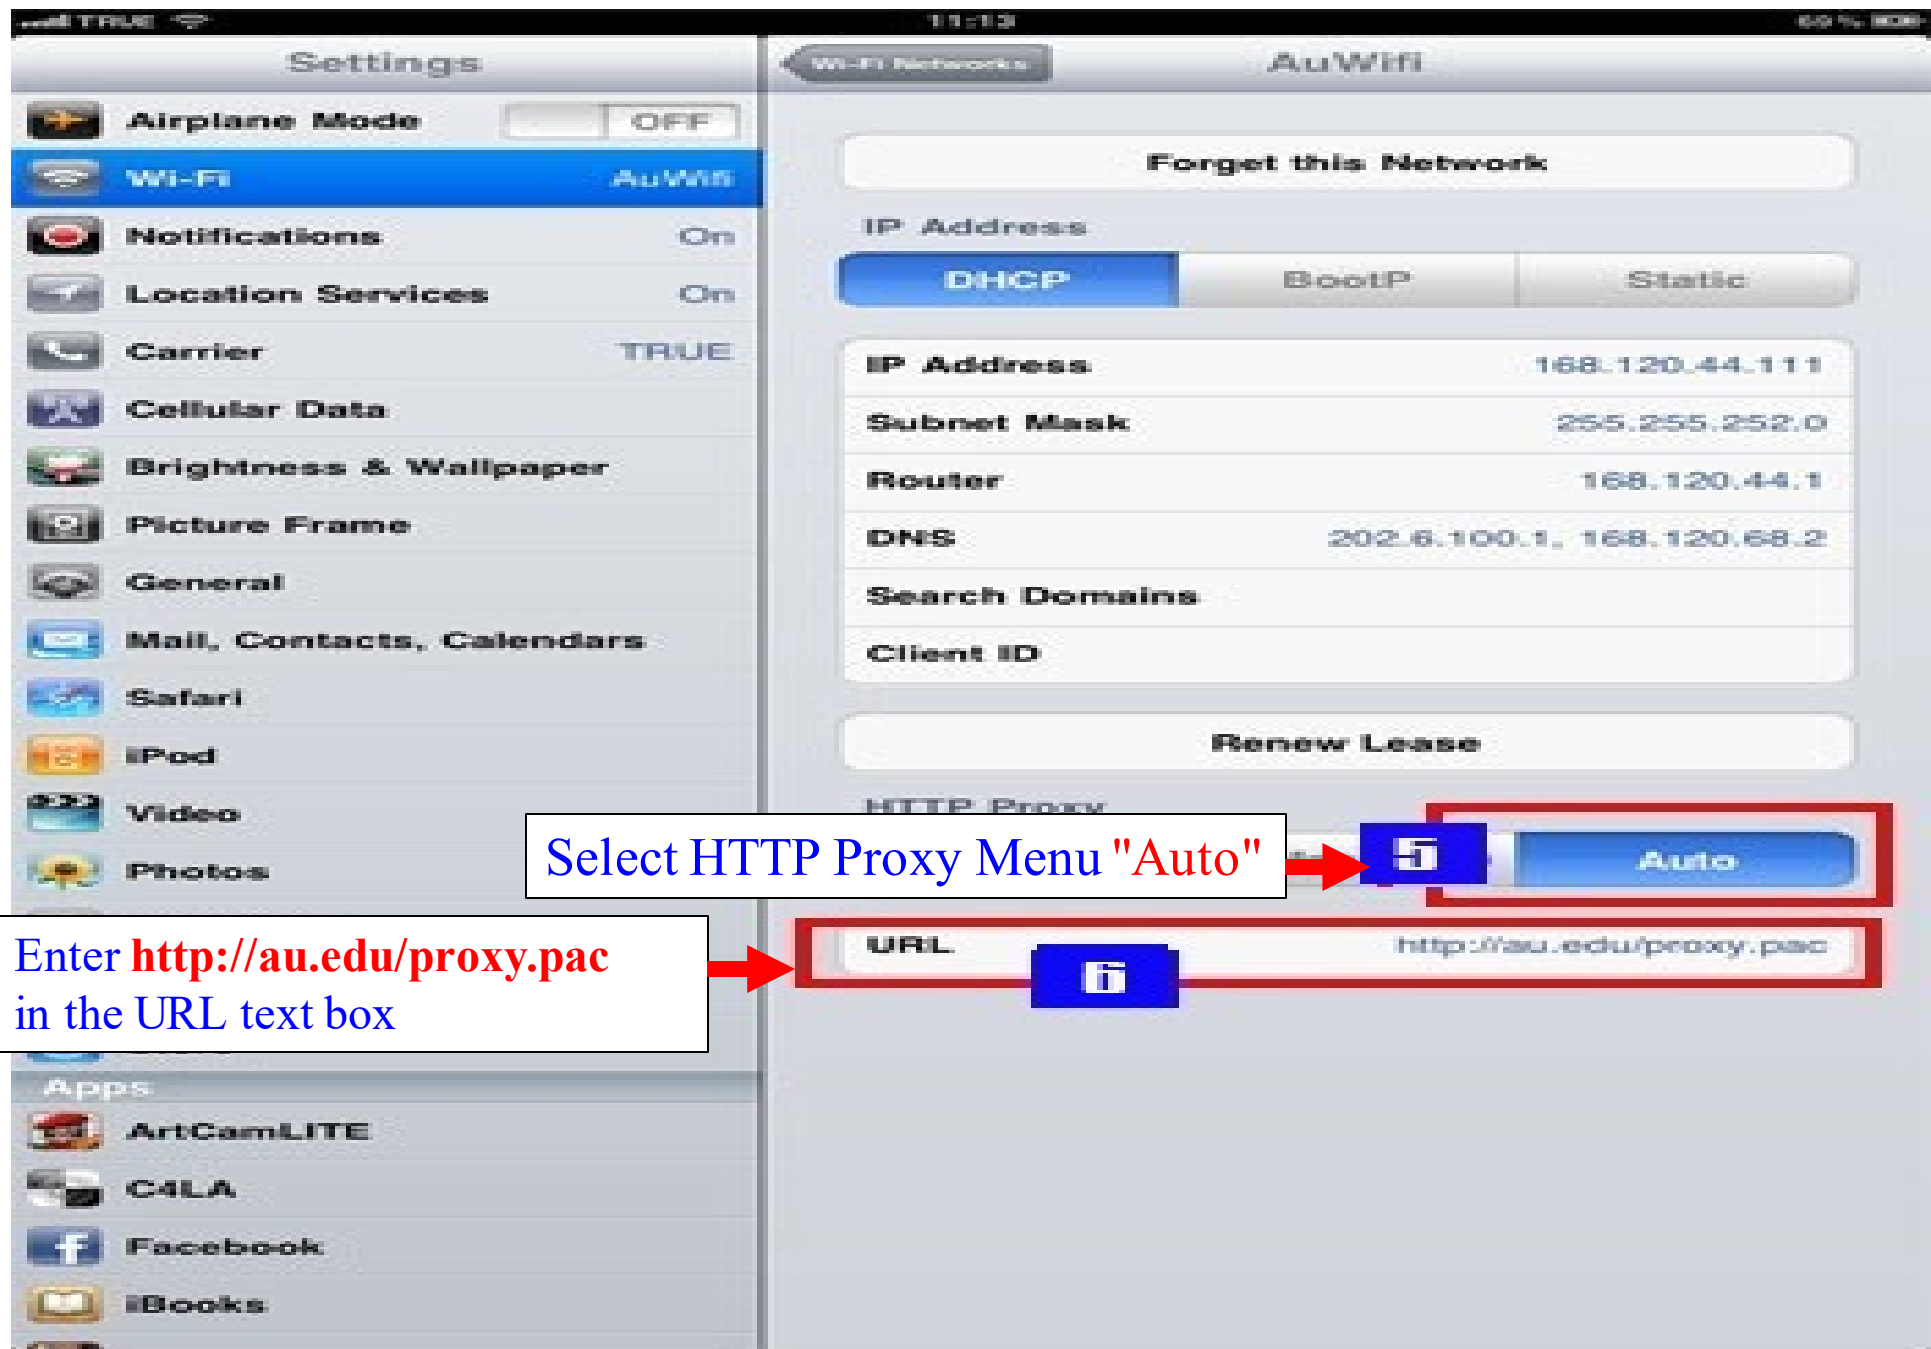 TRUE
11:13
Settings
Wi-Fi Networks
AuWifi
Airplane Mode OFF
Wi-Fi AuWifi
Notifications On
Location Services On
Carrier TRUE
Cellular Data
Brightness & Wallpaper
Picture Frame
General
Mail, Contacts, Calendars
Safari
iPod
Video
Photos
Apps
ArtCamLITE
C4LA
Facebook
iBooks
Forget this Network
IP Address
DHCP BootP Static
IP Address 168.120.44.111
Subnet Mask 255.255.252.0
Router 168.120.44.1
DNS 202.6.100.1, 168.120.68.2
Search Domains
Client ID
Renew Lease
HTTP Proxy
Select HTTP Proxy Menu "Auto"
5
Auto
Enter http://au.edu/proxy.pac
in the URL text box
URL http://au.edu/proxy.pac
6